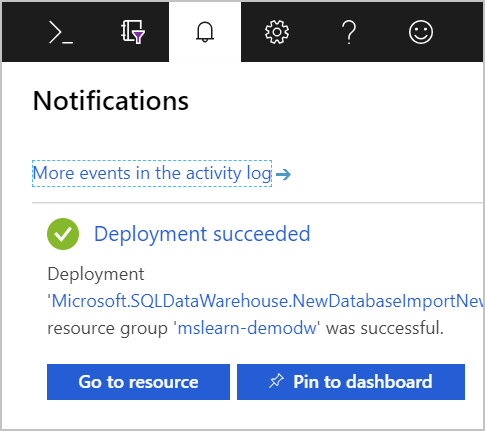 Notifications
More events in the activity log
Deployment succeeded
Deployment
'Microsoft.SQLDataWarehouse.NewDatabaseImportNew
resource group 'mslearn-demodw' was successful.
Go to resource
Pin to dashboard